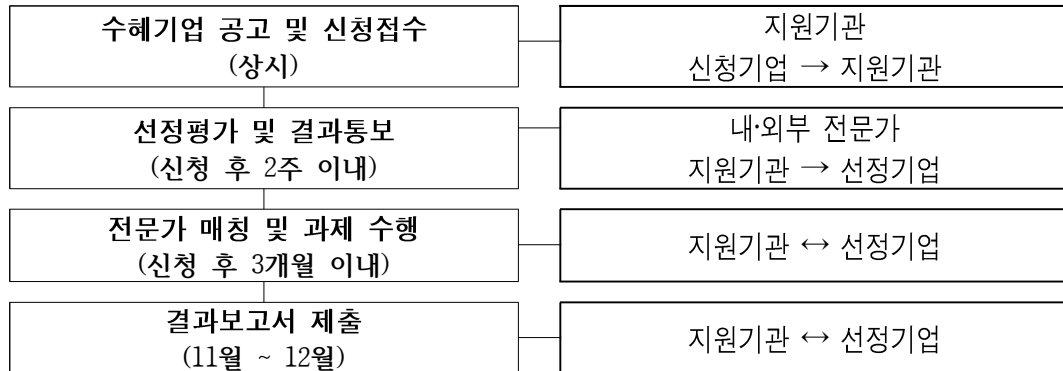 수혜기업 공고 및 신청접수
(상시)
지원기관
신청기업 → 지원기관
선정평가 및 결과통보
(신청 후 2주 이내)
내·외부 전문가
지원기관 → 선정기업
전문가 매칭 및 과제 수행
(신청 후 3개월 이내)
지원기관 ↔ 선정기업
결과보고서 제출
(11월 ~ 12월)
지원기관 ↔ 선정기업